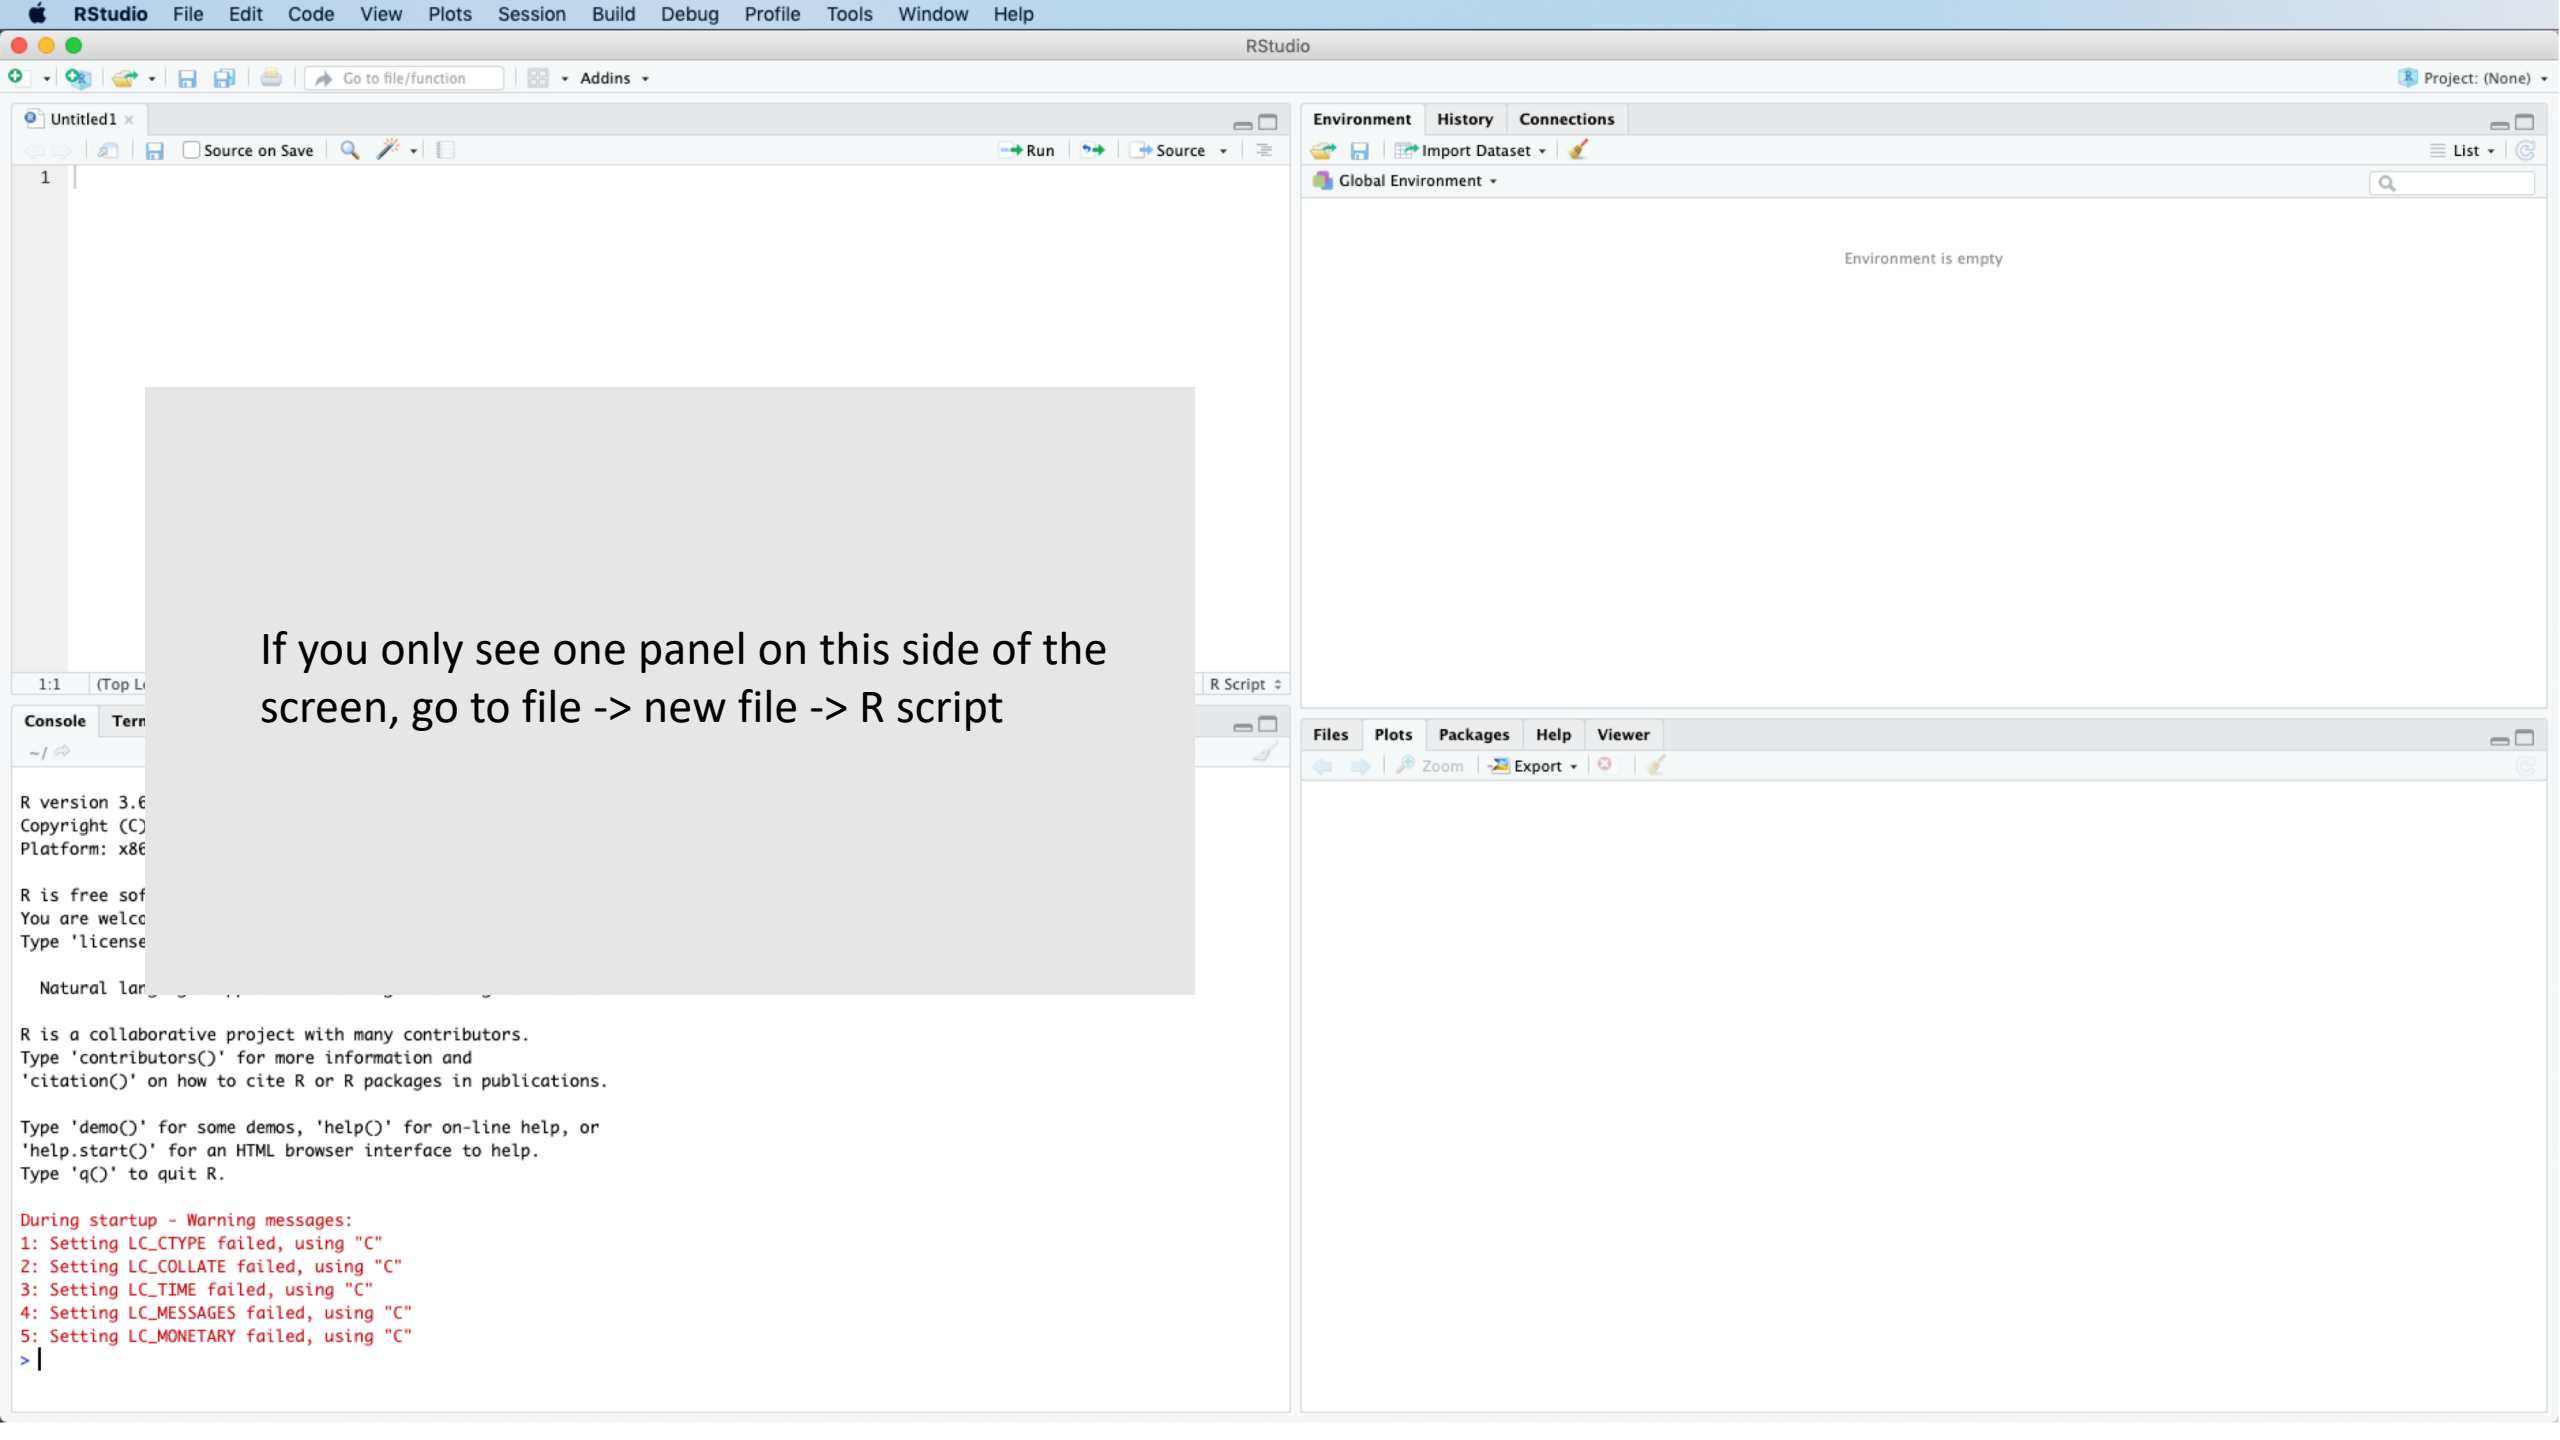 RStudio File Edit Code View Plots Session Build Debug Profile Tools Window Help
RStudio
Go to file/function Addins Project: (None)
Untitled1
Source on Save Run Source
1
1:1 (Top L R Script
Console Ter
~/
R version 3.6
Copyright (C)
Platform: x86
R is free sof
You are welco
Type 'license
Natural lan
R is a collaborative project with many contributors.
Type 'contributors()' for more information and
'citation()' on how to cite R or R packages in publications.
Type 'demo()' for some demos, 'help()' for on-line help, or
'help.start()' for an HTML browser interface to help.
Type 'q()' to quit R.
During startup - Warning messages:
1: Setting LC_CTYPE failed, using "C"
2: Setting LC_COLLATE failed, using "C"
3: Setting LC_TIME failed, using "C"
4: Setting LC_MESSAGES failed, using "C"
5: Setting LC_MONETARY failed, using "C"
>
If you only see one panel on this side of the
screen, go to file -> new file -> R script
Environment History Connections
Import Dataset List
Global Environment
Environment is empty
Files Plots Packages Help Viewer
Zoom Export